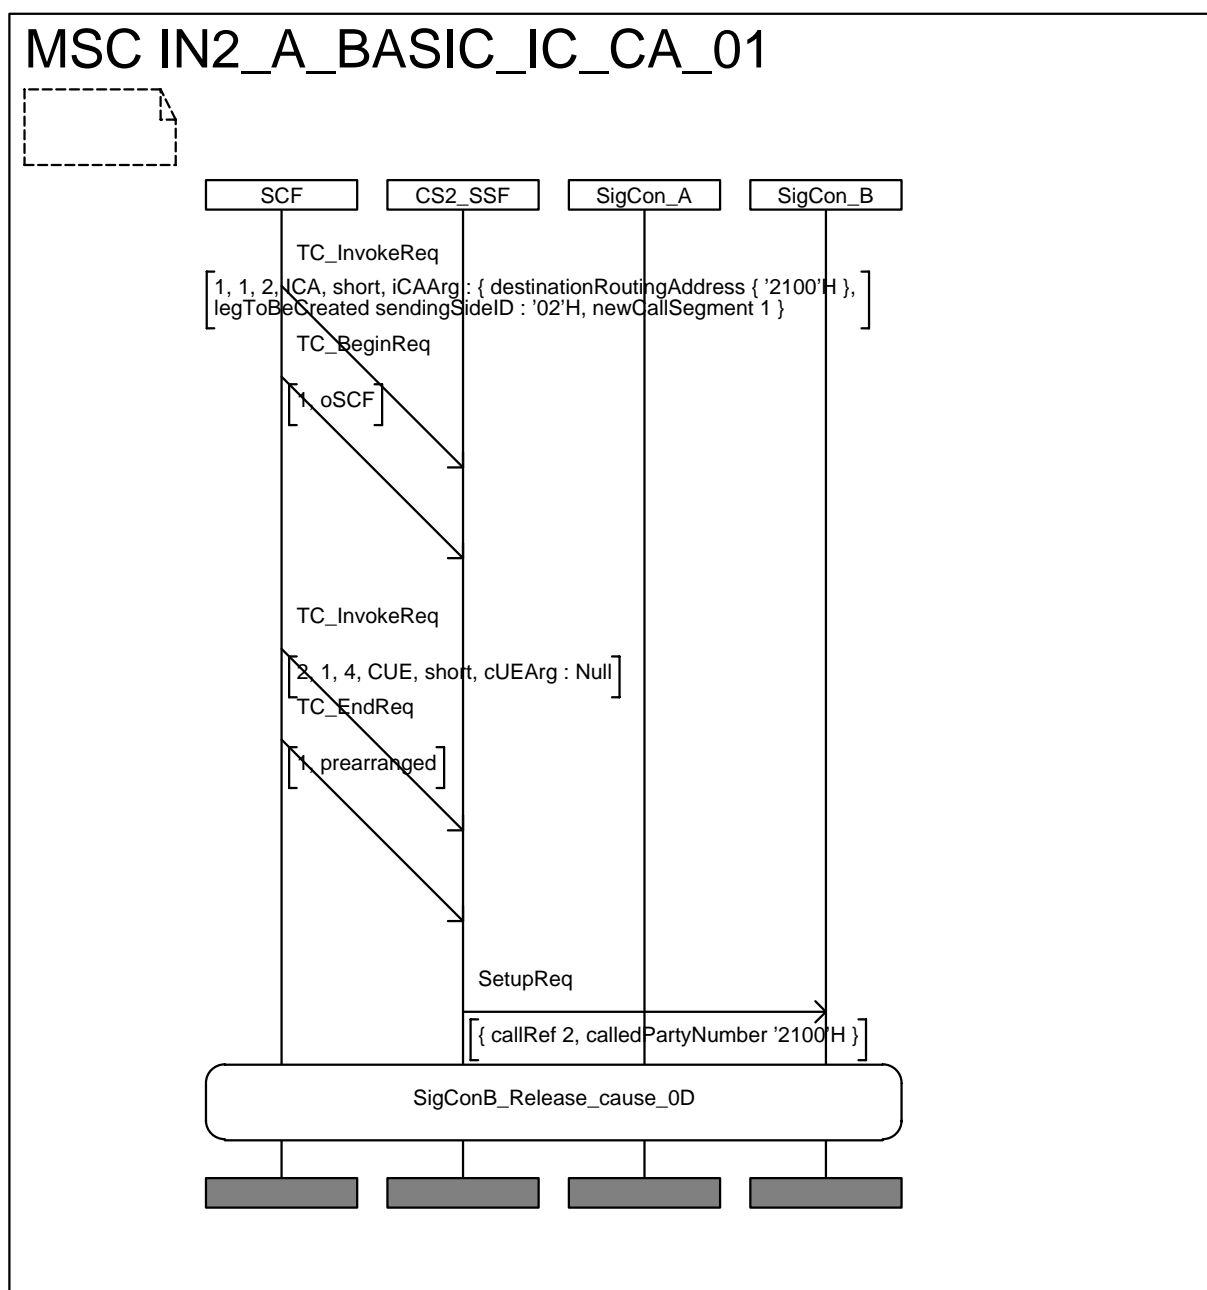 MSC IN2_A_BASIC_IC_CA_01
SCF CS2_SSF SigCon_A SigCon_B
TC_InvokeReq
1, 1, 2, ICA, short, iCAArg : { destinationRoutingAddress { '2100'H },
legToBeCreated sendingSideID : '02'H, newCallSegment 1 }
TC_BeginReq
1, oSCF
TC_InvokeReq
2, 1, 4, CUE, short, cUEArg : Null
TC_EndReq
1, prearranged
SetupReq
{ callRef 2, calledPartyNumber '2100'H }
SigConB_Release_cause_0D